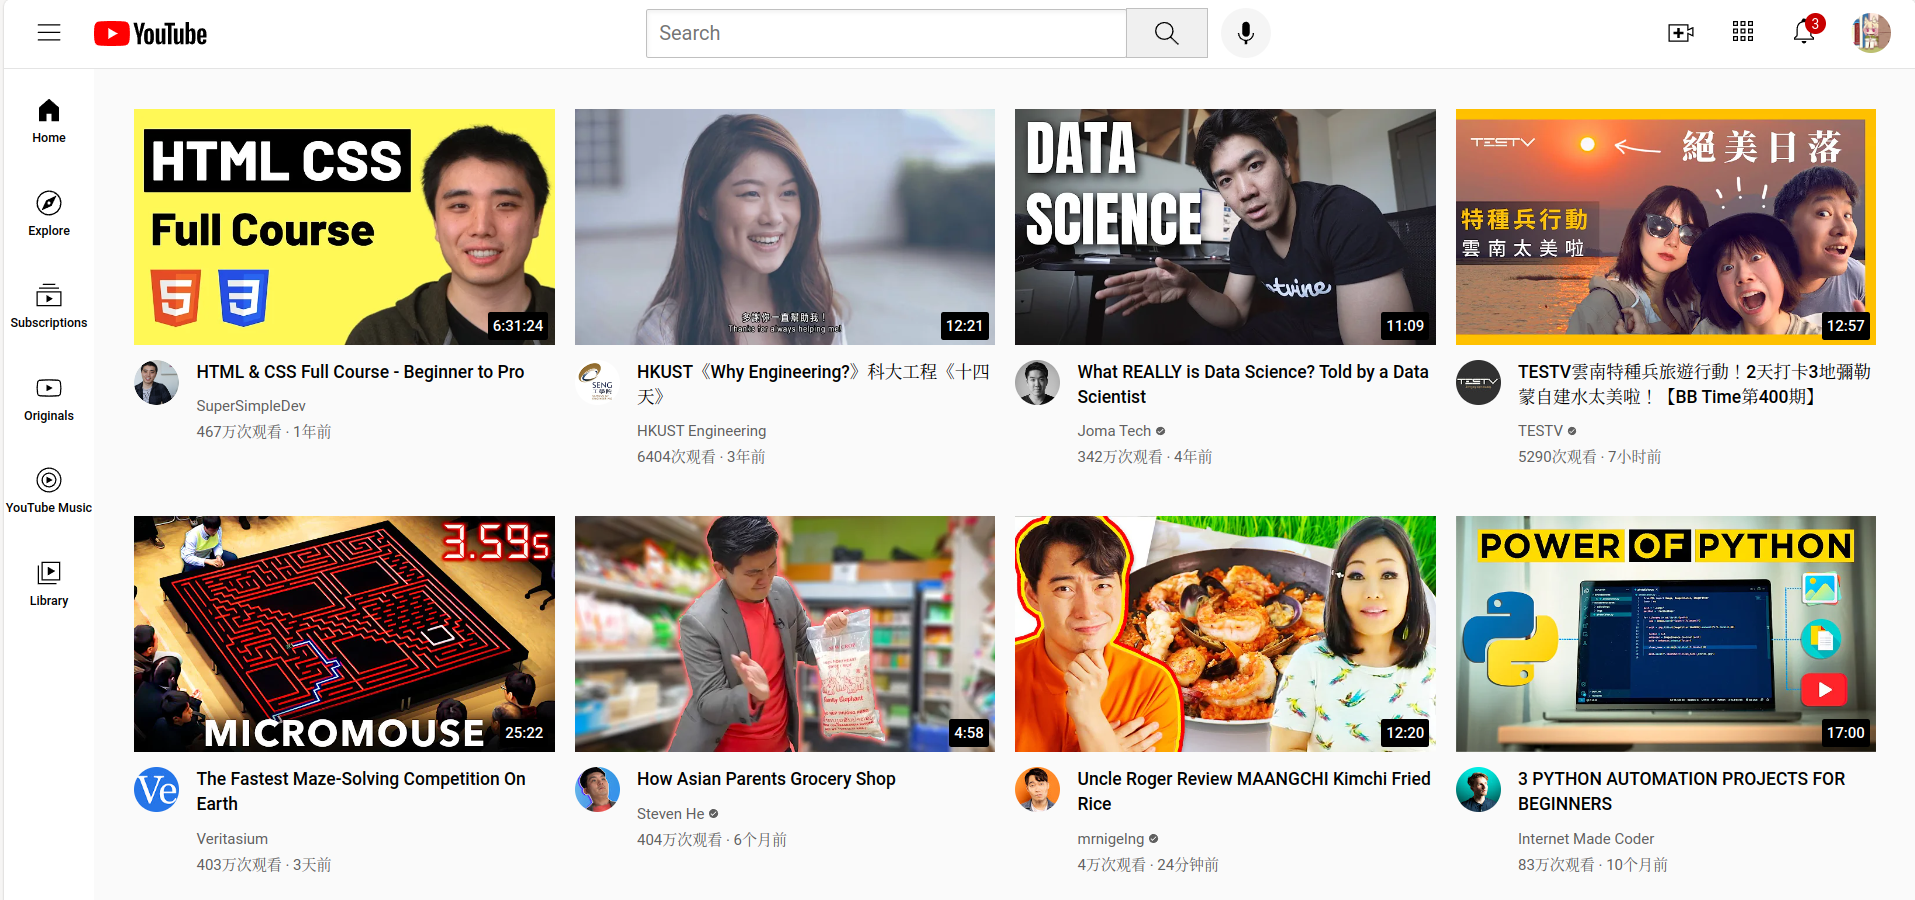 YouTube
Search
3
Home
Explore
Subscriptions
Originals
YouTube Music
Library
HTML CSS
Full Course
5
3
6:31:24
HTML & CSS Full Course - Beginner to Pro
SuperSimpleDev
467万次观看 · 1年前
多謝你一直幫助我！
Thanks for always helping me!
12:21
SENG
工學院
HKUST《Why Engineering?》科大工程《十四
天》
HKUST Engineering
6404次观看 · 3年前
DATA
SCIENCE
11:09
What REALLY is Data Science? Told by a Data
Scientist
Joma Tech
342万次观看 · 4年前
TESTV
絕美日落
特種兵行動
雲南太美啦
12:57
TESTV
TESTV雲南特種兵旅遊行動！2天打卡3地彌勒
蒙自建水太美啦！【BB Time第400期】
TESTV
5290次观看 · 7小时前
3.59s
MICROMOUSE
25:22
Ve
The Fastest Maze-Solving Competition On
Earth
Veritasium
403万次观看 · 3天前
4:58
How Asian Parents Grocery Shop
Steven He
404万次观看 · 6个月前
12:20
Uncle Roger Review MAANGCHI Kimchi Fried
Rice
mrnigelng
4万次观看 · 24分钟前
POWER OF PYTHON
17:00
3 PYTHON AUTOMATION PROJECTS FOR
BEGINNERS
Internet Made Coder
83万次观看 · 10个月前